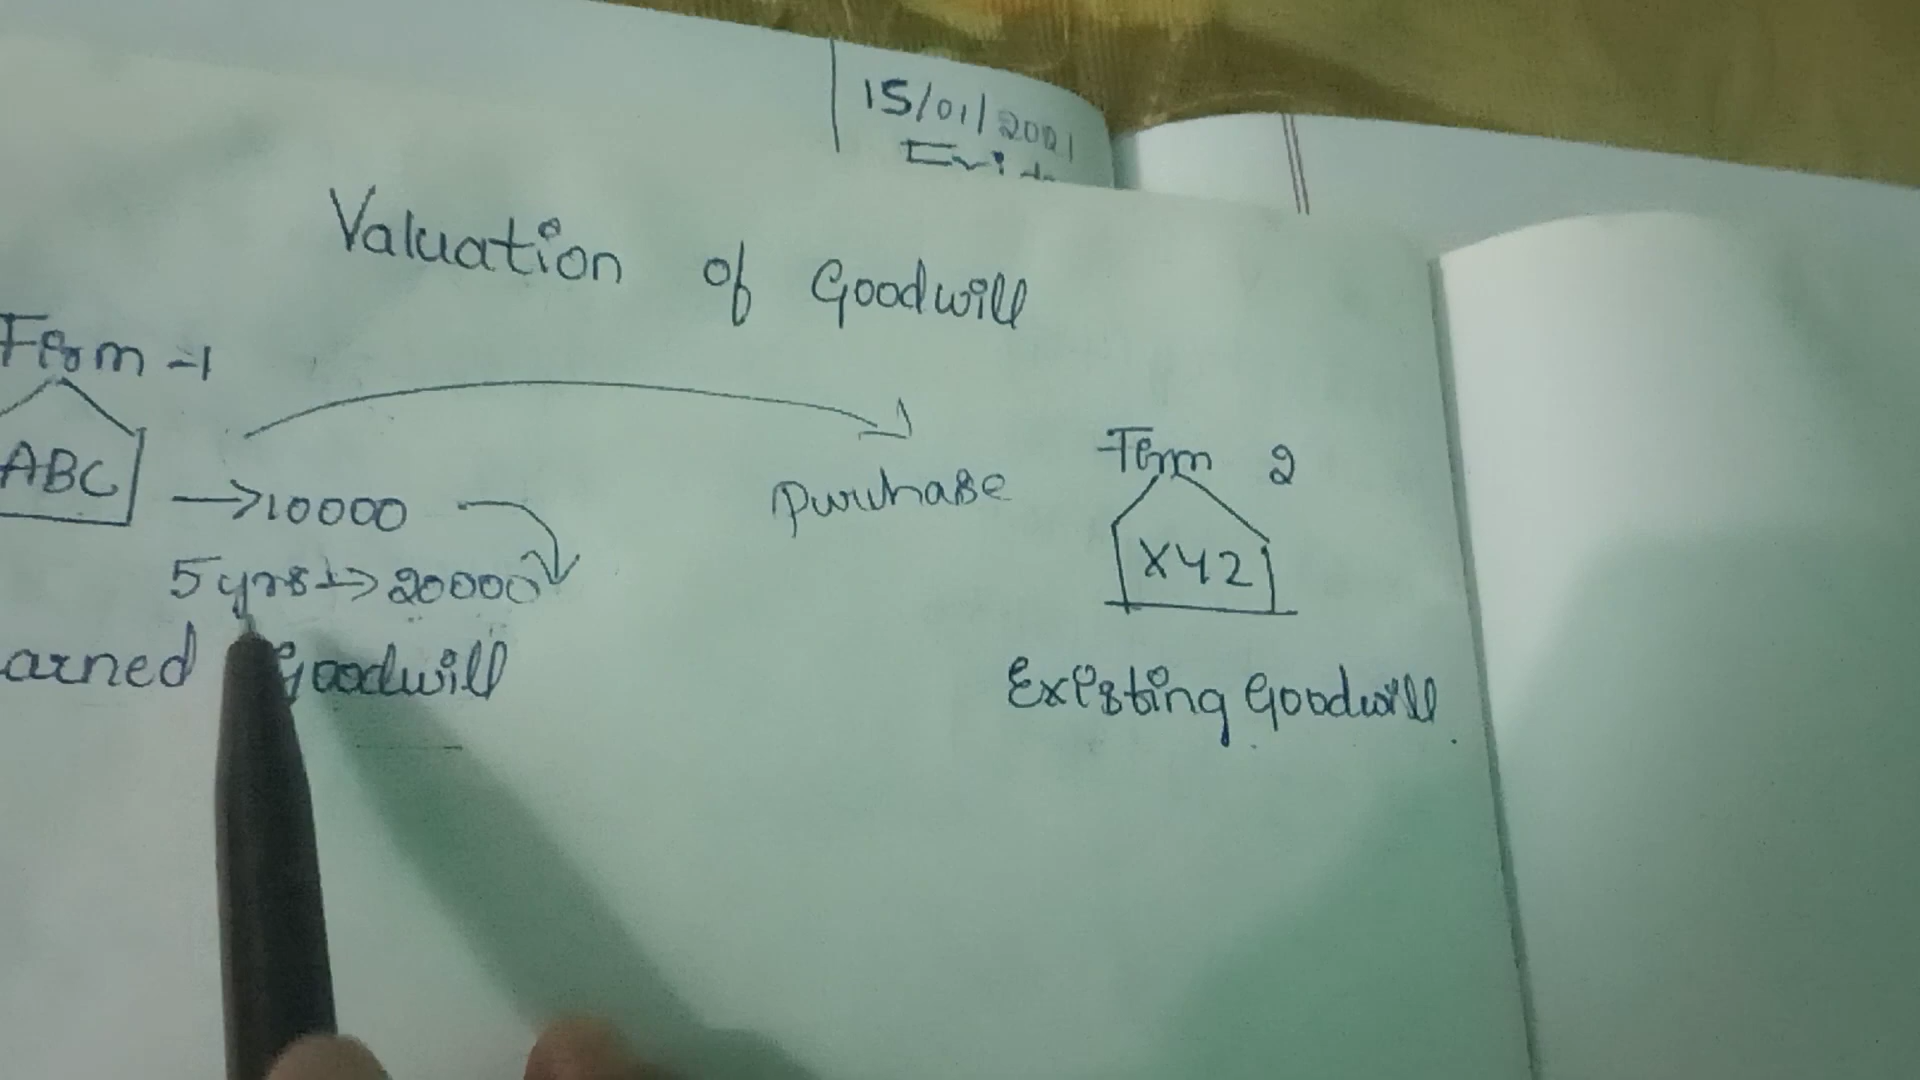 15/01/2021
Valuation of Goodwill
Firm -1
ABC
→10000
5yrs → 20000
arned Goodwill
purchase
Firm 2
XYZ
Existing Goodwill.